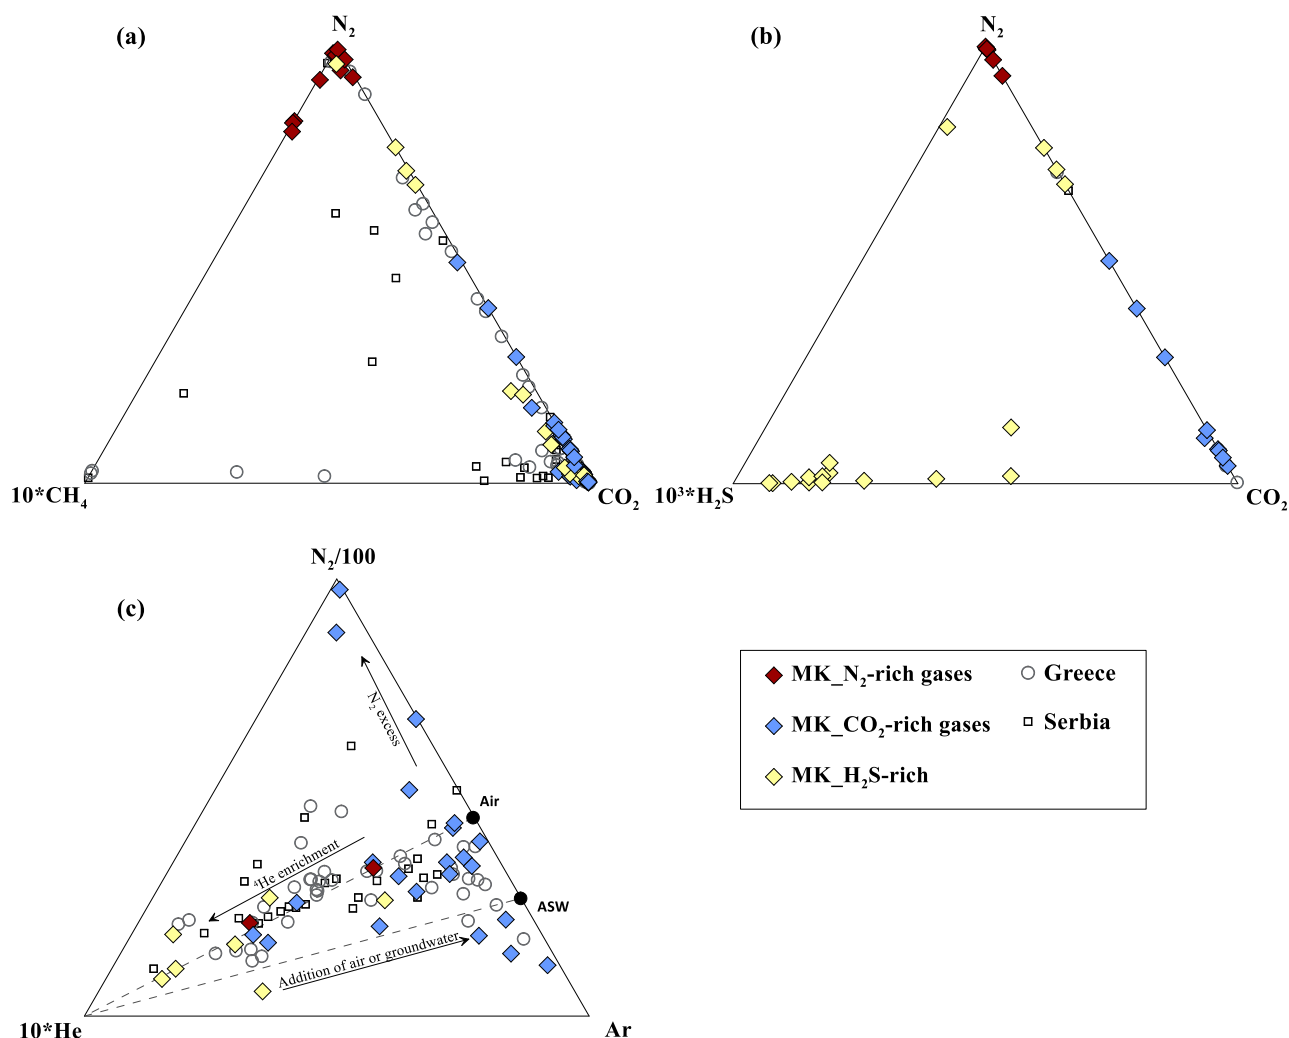 (a)
N₂
10*CH₄
CO₂
(b)
N₂
10³*H₂S
CO₂
(c)
N₂/100
N₂ excess
Air
⁴He enrichment
ASW
Addition of air or groundwater
10*He
Ar
MK_N₂-rich gases
Greece
MK_CO₂-rich gases
Serbia
MK_H₂S-rich